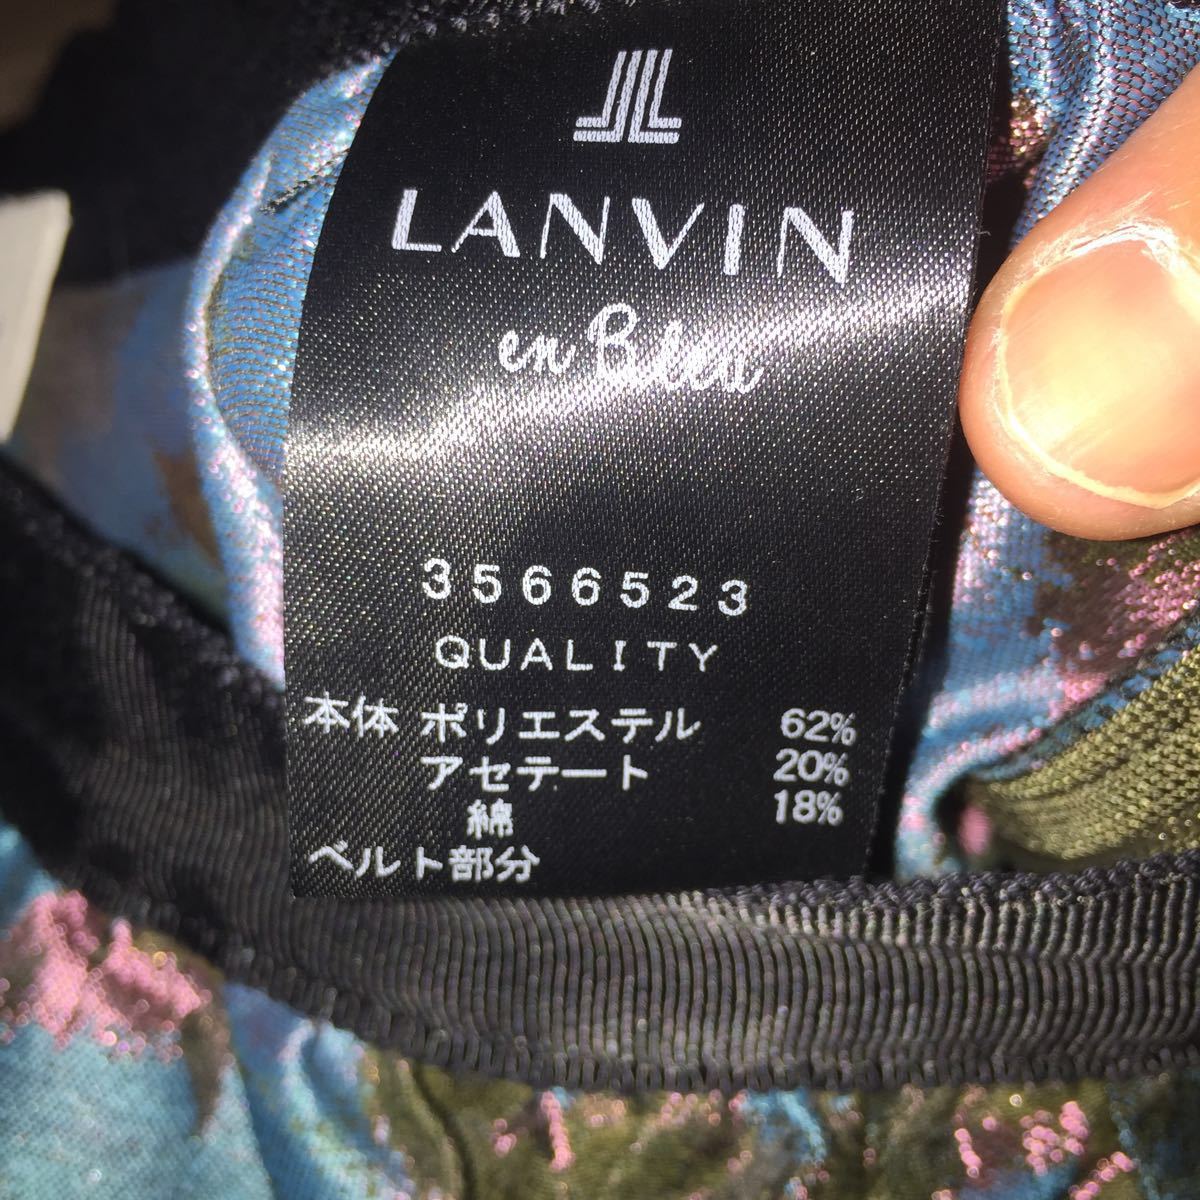 LANVIN
en Bleu
3566523
QUALITY
本体 ポリエステル 62%
アセテート 20%
綿 18%
ベルト部分